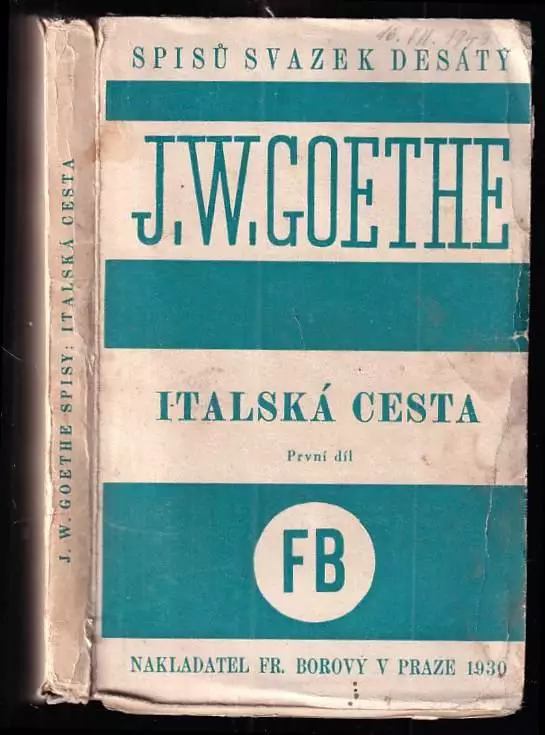 SPISŮ SVAZEK DESÁTÝ
J.W.GOETHE
ITALSKÁ CESTA
První díl
FB
NAKLADATEL FR. BOROVÝ V PRAZE 1930
J. W. GOETHE SPISY: ITALSKÁ CESTA